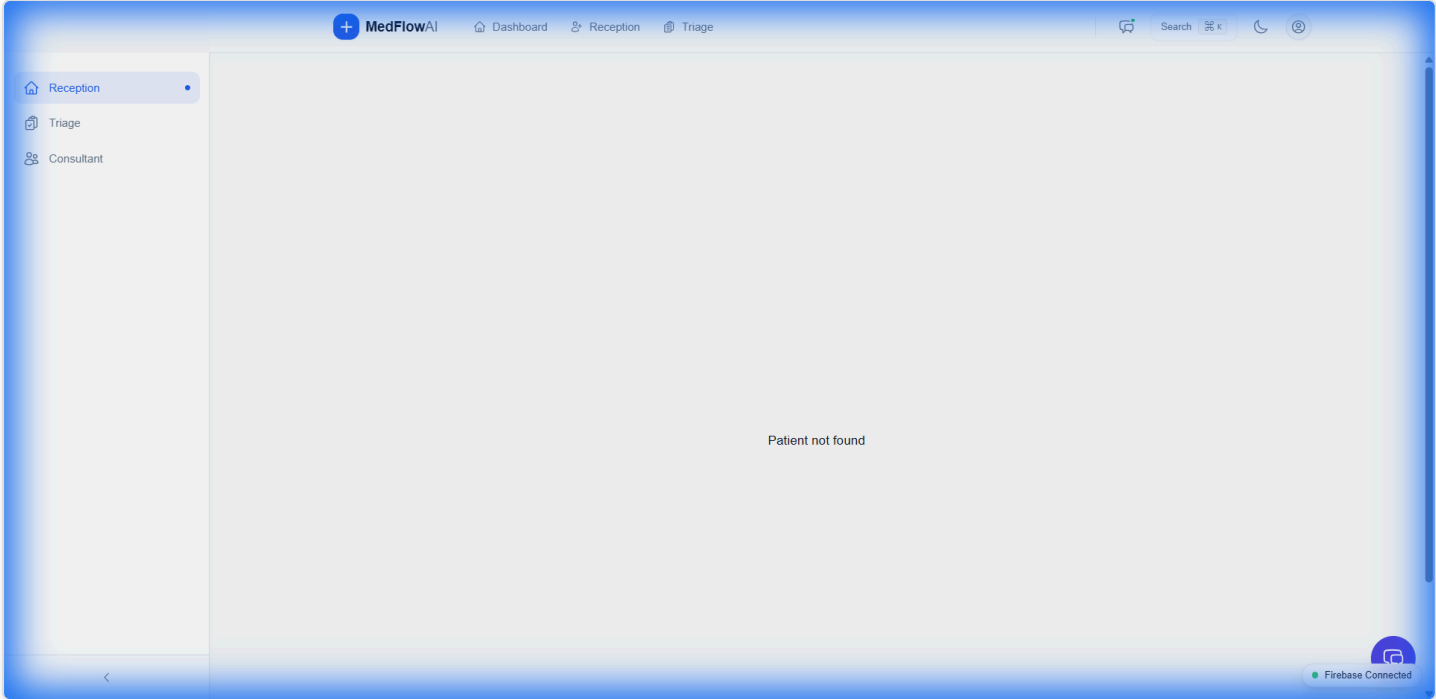 MedFlowAI Dashboard Reception Triage Search ⌘ K
Reception
Triage
Consultant
Patient not found
Firebase Connected